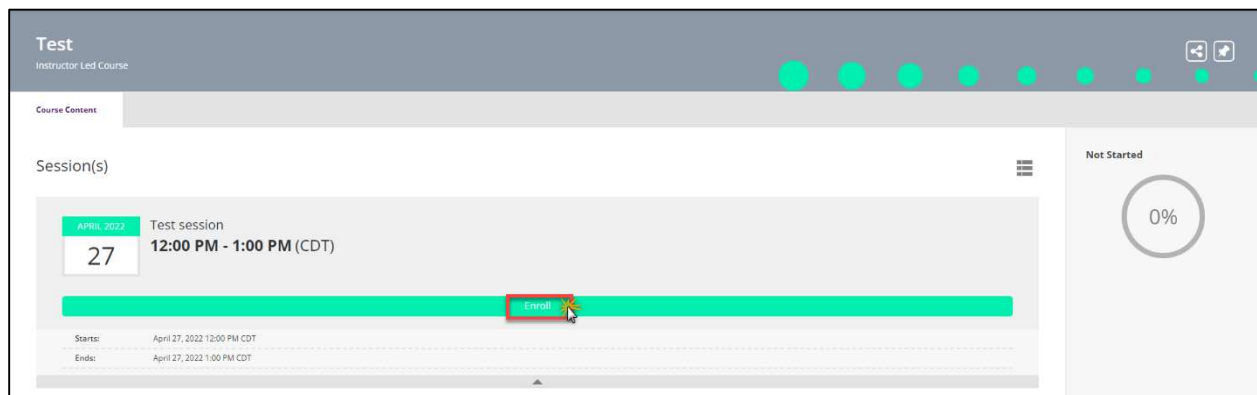 Test
Instructor Led Course
Course Content
Session(s)
Not Started
0%
APRIL 2022
27
Test session
12:00 PM - 1:00 PM (CDT)
Enroll
Starts: April 27, 2022 12:00 PM CDT
Ends: April 27, 2022 1:00 PM CDT